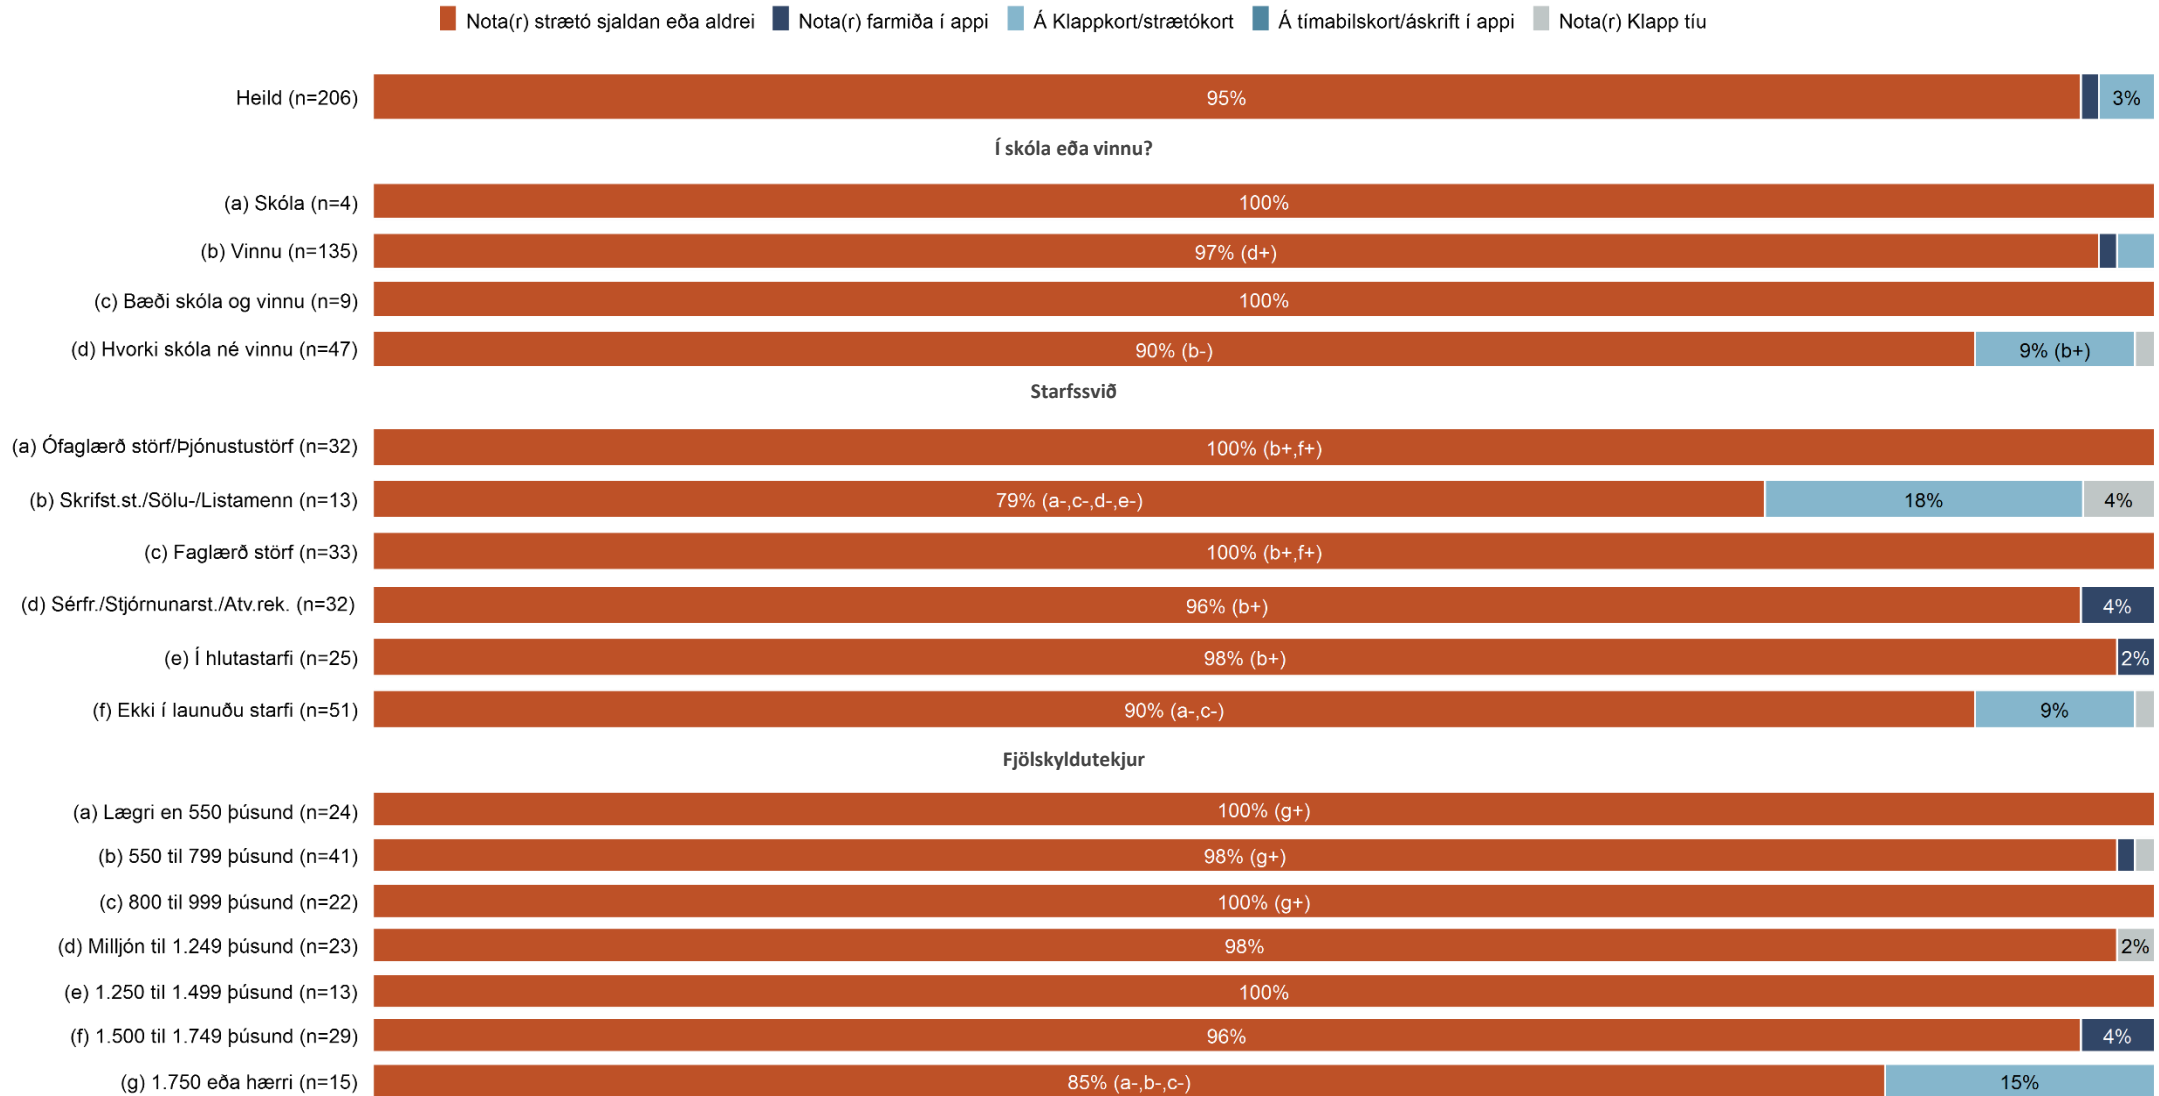 Nota(r) strætó sjaldan eða aldrei Nota(r) farmiða í appi Á Klappkort/strætókort Á tímabilskort/áskrift í appi Nota(r) Klapp tíu
Heild (n=206) 95% 3%
Í skóla eða vinnu?
(a) Skóla (n=4) 100%
(b) Vinnu (n=135) 97% (d+)
(c) Bæði skóla og vinnu (n=9) 100%
(d) Hvorki skóla né vinnu (n=47) 90% (b-) 9% (b+)
Starfssvið
(a) Ófaglærð störf/Þjónustustörf (n=32) 100% (b+,f+)
(b) Skrifst.st./Sölu-/Listamenn (n=13) 79% (a-,c-,d-,e-) 18% 4%
(c) Faglærð störf (n=33) 100% (b+,f+)
(d) Sérfr./Stjórnunarst./Atv.rek. (n=32) 96% (b+) 4%
(e) Í hlutastarfi (n=25) 98% (b+) 2%
(f) Ekki í launuðu starfi (n=51) 90% (a-,c-) 9%
Fjölskyldutekjur
(a) Lægri en 550 þúsund (n=24) 100% (g+)
(b) 550 til 799 þúsund (n=41) 98% (g+)
(c) 800 til 999 þúsund (n=22) 100% (g+)
(d) Milljón til 1.249 þúsund (n=23) 98% 2%
(e) 1.250 til 1.499 þúsund (n=13) 100%
(f) 1.500 til 1.749 þúsund (n=29) 96% 4%
(g) 1.750 eða hærri (n=15) 85% (a-,b-,c-) 15%